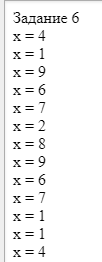 Задание 6
x = 4
x = 1
x = 9
x = 6
x = 7
x = 2
x = 8
x = 9
x = 6
x = 7
x = 1
x = 1
x = 4